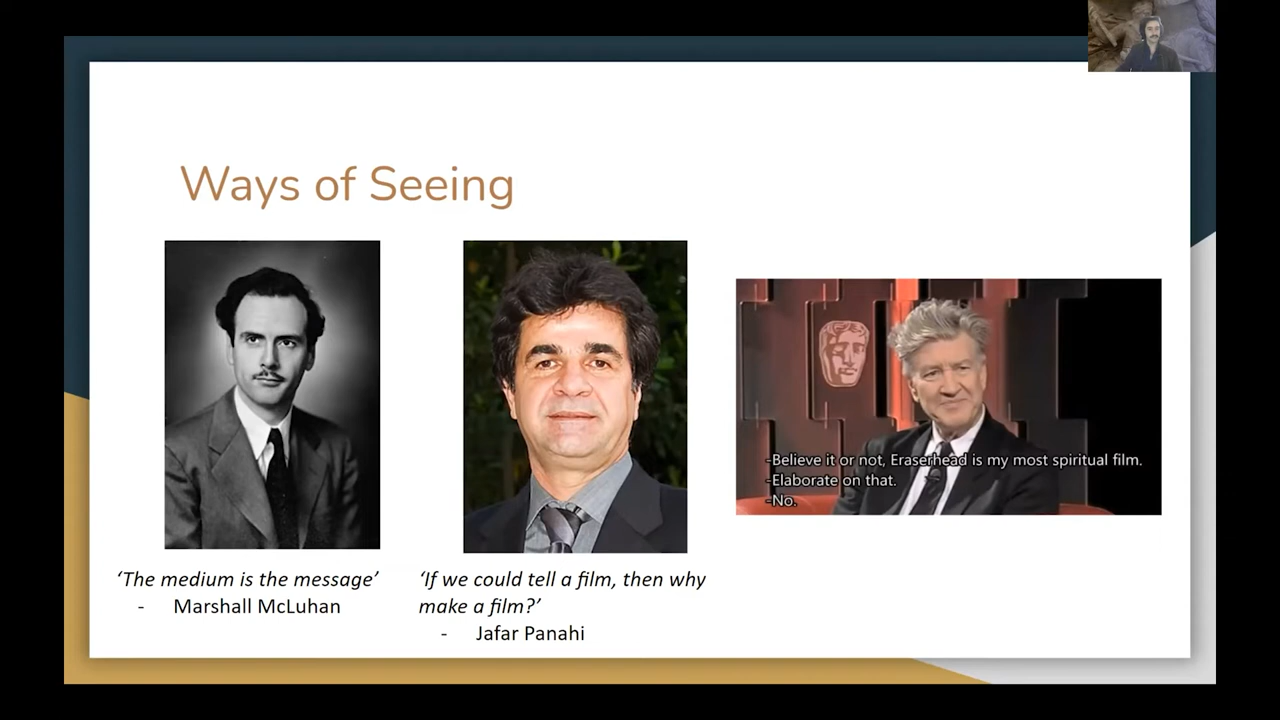 Ways of Seeing
-Believe it or not, Eraserhead is my most spiritual film.
-Elaborate on that.
-No.
‘The medium is the message’
- Marshall McLuhan
‘If we could tell a film, then why
make a film?’
- Jafar Panahi